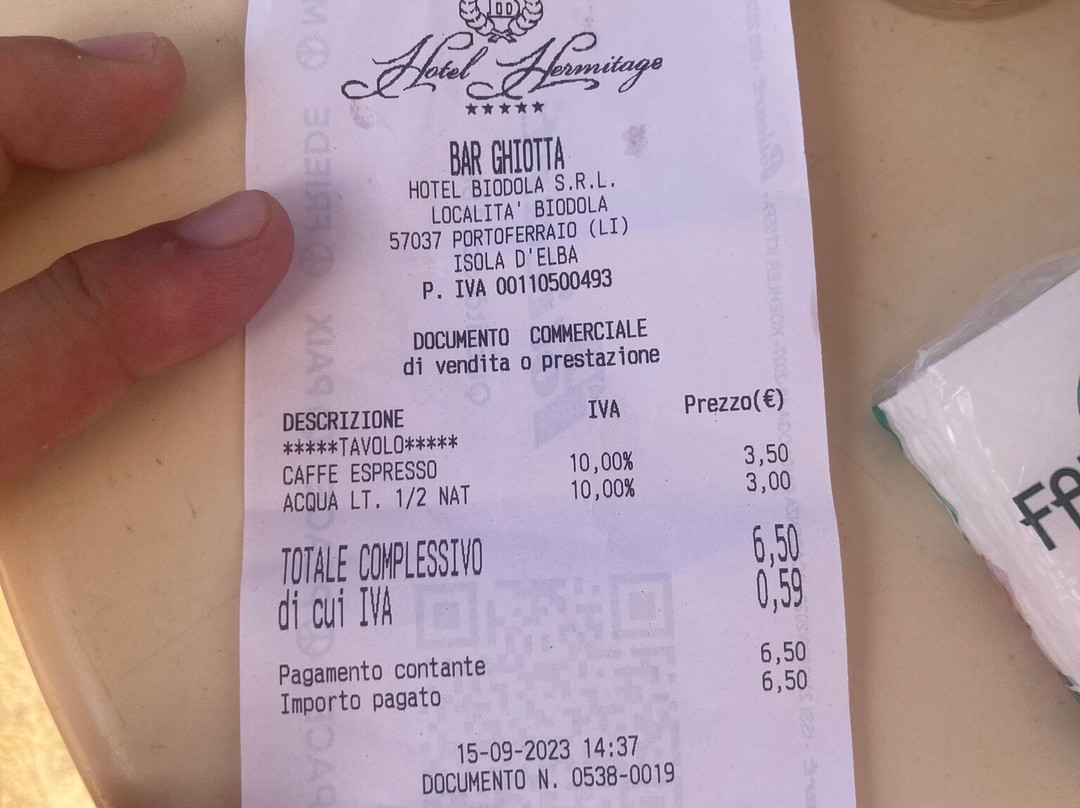 Hotel Hermitage
★★★★★
BAR GHIOTTA
HOTEL BIODOLA S.R.L.
LOCALITA' BIODOLA
57037 PORTOFERRAIO (LI)
ISOLA D'ELBA
P. IVA 00110500493
DOCUMENTO COMMERCIALE
di vendita o prestazione
DESCRIZIONE IVA Prezzo(€)
*****TAVOLO*****
CAFFE ESPRESSO 10,00% 3,50
ACQUA LT. 1/2 NAT 10,00% 3,00
TOTALE COMPLESSIVO 6,50
di cui IVA 0,59
Pagamento contante 6,50
Importo pagato 6,50
15-09-2023 14:37
DOCUMENTO N. 0538-0019
PAIX
FRIEDE